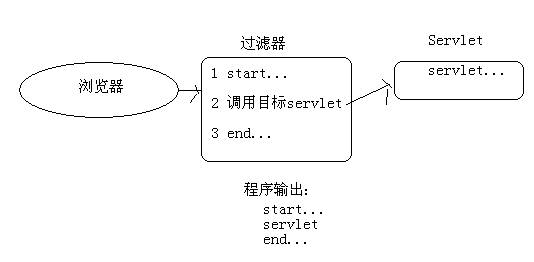 过滤器
Servlet
浏览器
1 start...
2 调用目标servlet
3 end...
servlet...
程序输出：
start...
servlet
end...